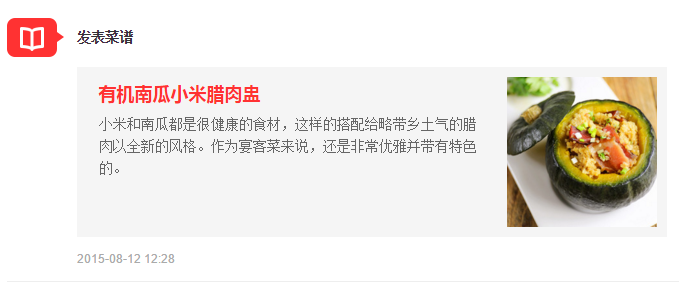 发表菜谱
有机南瓜小米腊肉盅
小米和南瓜都是很健康的食材，这样的搭配给略带乡土气的腊
肉以全新的风格。作为宴客菜来说，还是非常优雅并带有特色
的。
2015-08-12 12:28